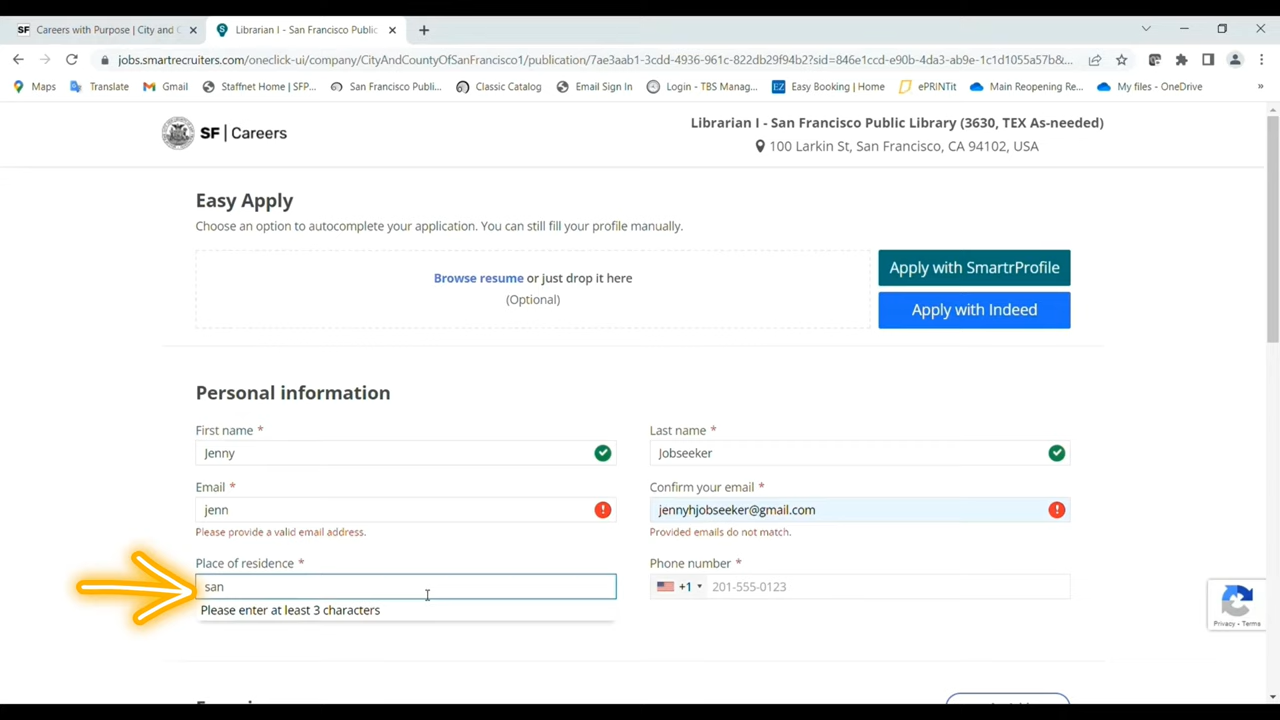 SF Careers with Purpose | City and C
Librarian I - San Francisco Public
jobs.smartrecruiters.com/oneclick-ui/company/CityAndCountyOfSanFrancisco1/publication/7ae3aab1-3cdd-4936-961c-822db29f94b2?sid=846e1ccd-e90b-4da3-ab9e-1c1d1055a57b&...
Maps Translate Gmail Staffnet Home | SFP... San Francisco Publi... Classic Catalog Email Sign In Login - TBS Manag... EZ Easy Booking | Home ePRINTit Main Reopening Re... My files - OneDrive »
SF | Careers
Librarian I - San Francisco Public Library (3630, TEX As-needed)
100 Larkin St, San Francisco, CA 94102, USA
Easy Apply
Choose an option to autocomplete your application. You can still fill your profile manually.
Browse resume or just drop it here
(Optional)
Apply with SmartrProfile
Apply with Indeed
Personal information
First name *
Jenny
Last name *
Jobseeker
Email *
jenn
Please provide a valid email address.
Confirm your email *
jennyhjobseeker@gmail.com
Provided emails do not match.
Place of residence *
san
Please enter at least 3 characters
Phone number *
+1 201-555-0123
Privacy - Terms